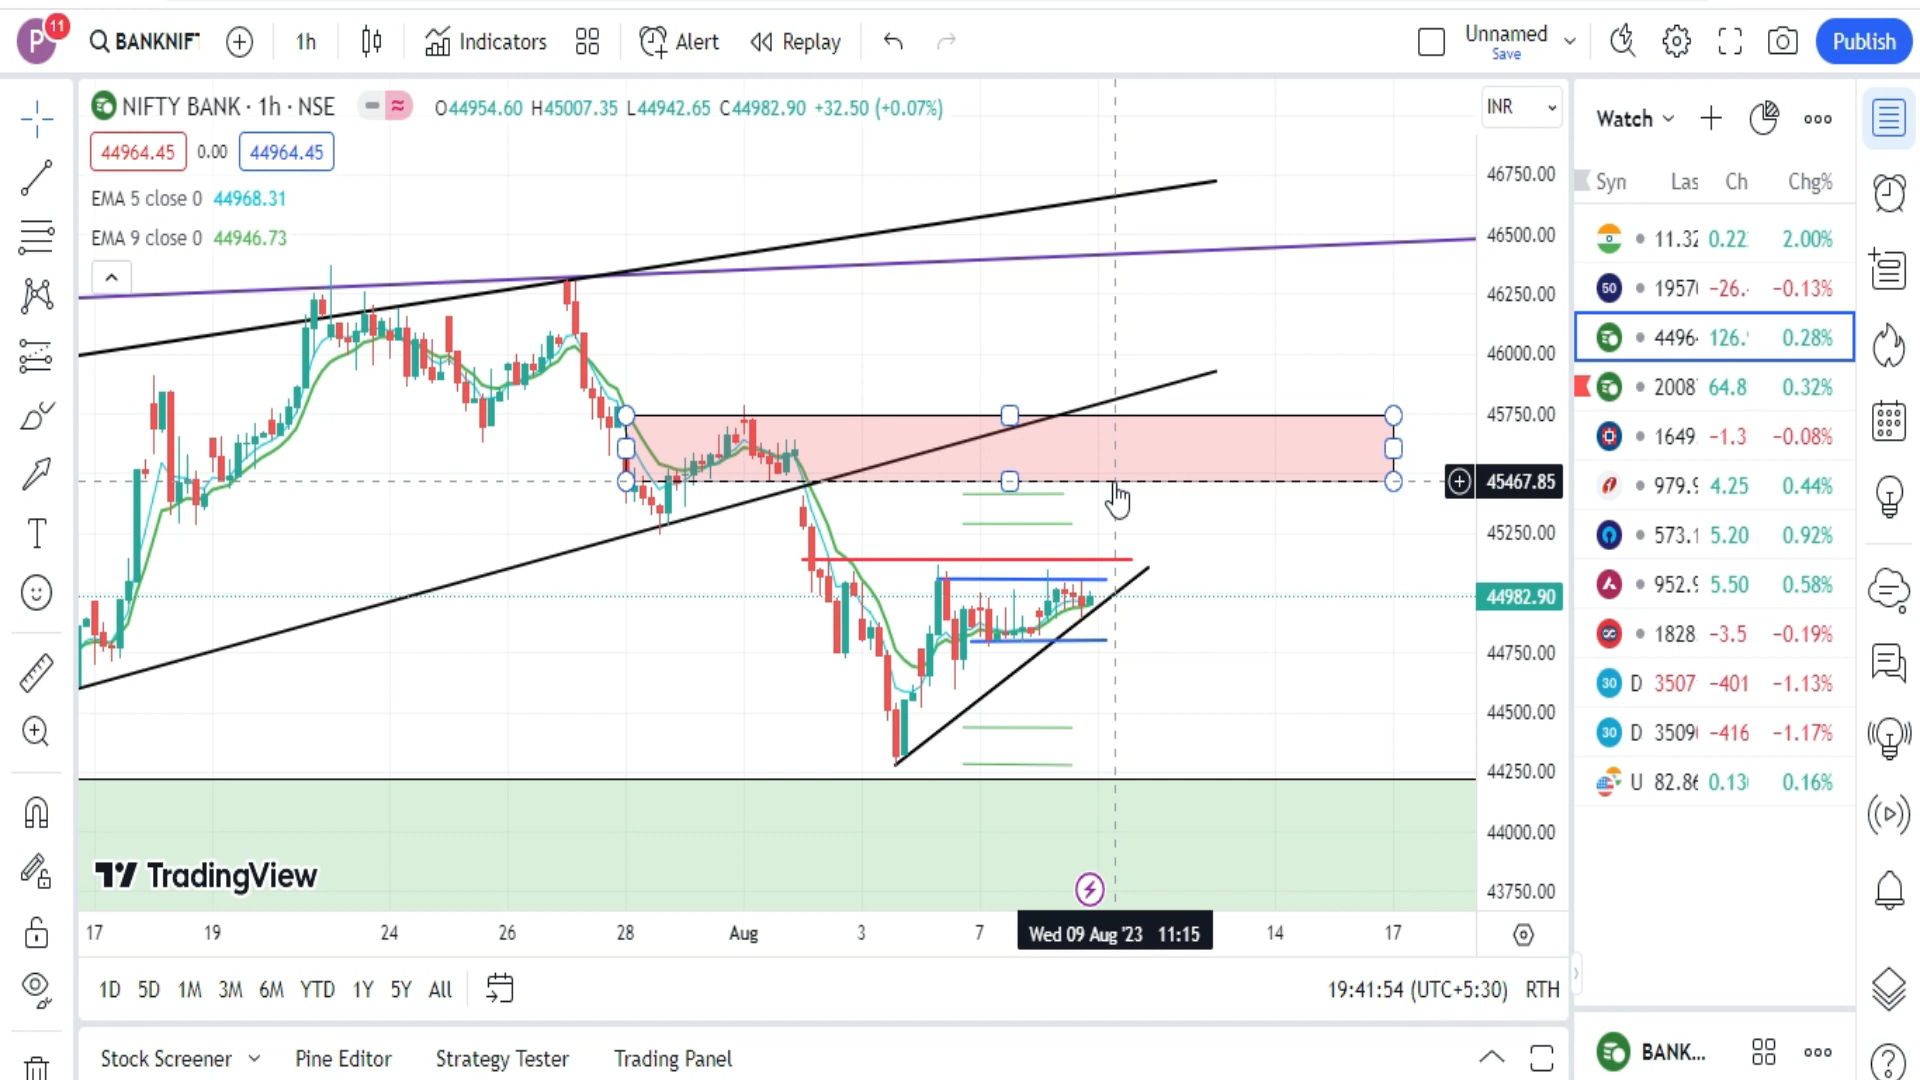 P 11 BANKNIF 1h Indicators Alert Replay Unnamed Save Publish
NIFTY BANK · 1h · NSE O44954.60 H45007.35 L44942.65 C44982.90 +32.50 (+0.07%) INR
44964.45 0.00 44964.45
EMA 5 close 0 44968.31
EMA 9 close 0 44946.73
46750.00
46500.00
46250.00
46000.00
45750.00
45467.85
45250.00
44982.90
44750.00
44500.00
44250.00
44000.00
43750.00
TradingView
17 19 24 26 28 Aug 3 7 Wed 09 Aug '23 11:15 14 17
1D 5D 1M 3M 6M YTD 1Y 5Y All 19:41:54 (UTC+5:30) RTH
Stock Screener Pine Editor Strategy Tester Trading Panel
Watch
Las Ch Chg%
11.32 0.22 2.00%
50 1957 -26. −0.13%
4496 126. 0.28%
2008 64.8 0.32%
1649 −1.3 −0.08%
979.9 4.25 0.44%
573.1 5.20 0.92%
952.9 5.50 0.58%
1828 −3.5 −0.19%
30 D 3507 −401 −1.13%
30 D 3509 −416 −1.17%
U 82.86 0.13 0.16%
BANK...